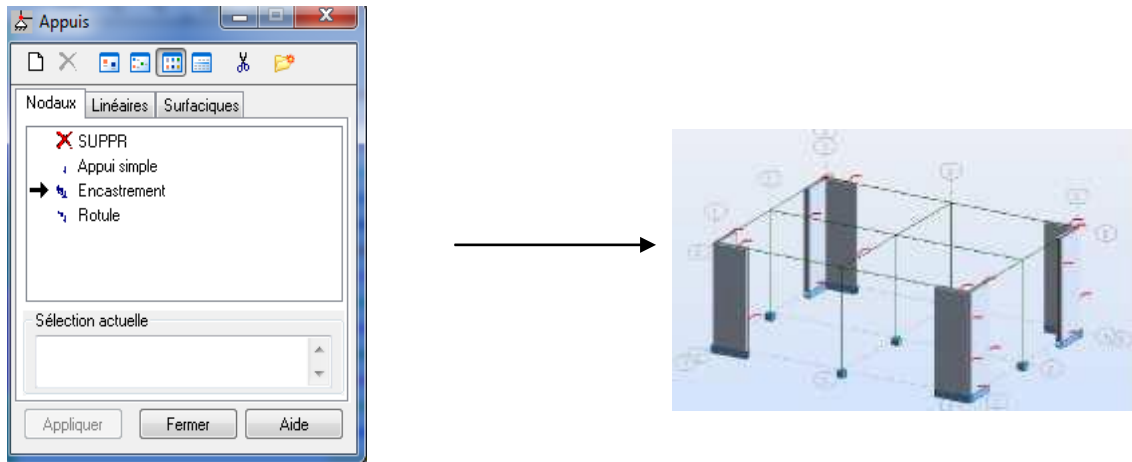 Appuis
Nodaux Linéaires Surfaciques
SUPPR
Appui simple
Encastrement
Rotule
Sélection actuelle
Appliquer Fermer Aide